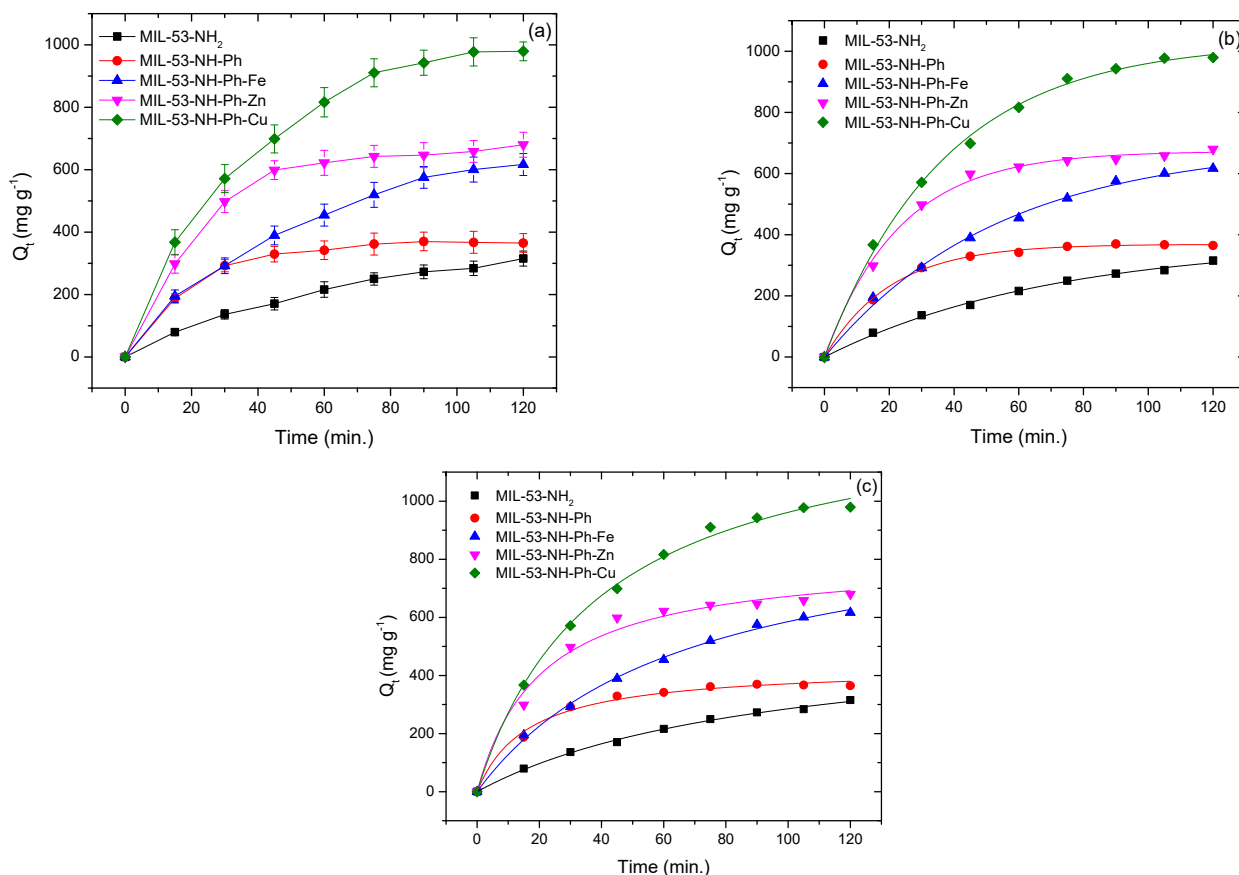 (a)
MIL-53-NH₂
MIL-53-NH-Ph
MIL-53-NH-Ph-Fe
MIL-53-NH-Ph-Zn
MIL-53-NH-Ph-Cu
1000
800
600
400
200
0
Qₜ (mg g⁻¹)
0 20 40 60 80 100 120
Time (min.)
(b)
MIL-53-NH₂
MIL-53-NH-Ph
MIL-53-NH-Ph-Fe
MIL-53-NH-Ph-Zn
MIL-53-NH-Ph-Cu
1000
800
600
400
200
0
Qₜ (mg g⁻¹)
0 20 40 60 80 100 120
Time (min.)
(c)
MIL-53-NH₂
MIL-53-NH-Ph
MIL-53-NH-Ph-Fe
MIL-53-NH-Ph-Zn
MIL-53-NH-Ph-Cu
1000
800
600
400
200
0
Qₜ (mg g⁻¹)
0 20 40 60 80 100 120
Time (min.)